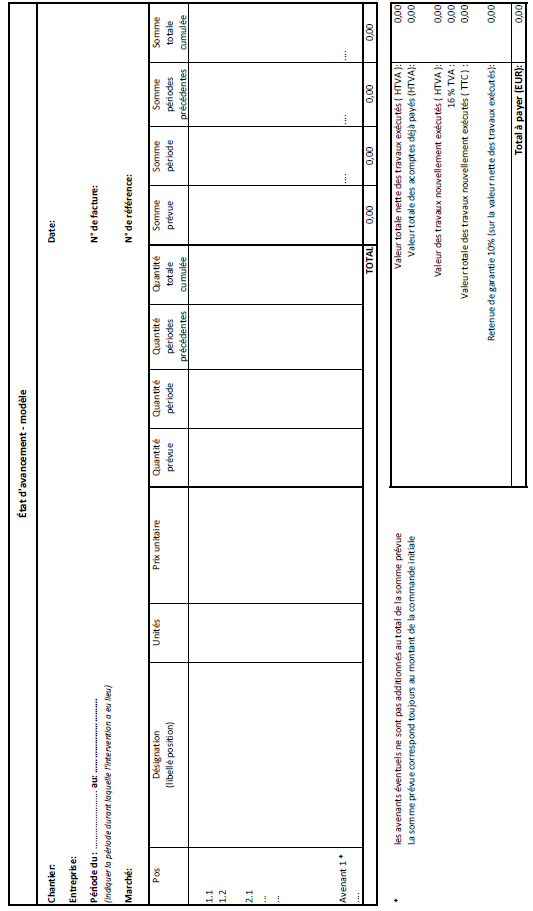 État d'avancement - modèle
Chantier:
Date:
Entreprise:
Période du : ........................ au: ................................
N° de facture:
(Indiquer la période durant laquelle l'intervention a eu lieu)
Marché:
N° de référence:
Pos
Désignation
(libellé position)
Unités
Prix unitaire
Quantité
prévue
Quantité
période
Quantité
périodes
précédentes
Quantité
totale
cumulée
Somme
prévue
Somme
période
Somme
périodes
précédentes
Somme
totale
cumulée
1.1
1.2
2.1
...
...
Avenant 1 * .... .... ....
....
TOTAL 0,00 0,00 0,00 0,00
* les avenants éventuels ne sont pas additionnés au total de la somme prévue
La somme prévue correspond toujours au montant de la commande initiale
Valeur totale nette des travaux exécutés ( HTVA ): 0,00
Valeur totale des acomptes déjà payés (HTVA): 0,00
Valeur des travaux nouvellement exécutés ( HTVA ): 0,00
16 % TVA : 0,00
Valeur totale des travaux nouvellement exécutés ( TTC ) : 0,00
Retenue de garantie 10% (sur la valeur nette des travaux exécutés): 0,00
Total à payer (EUR): 0,00